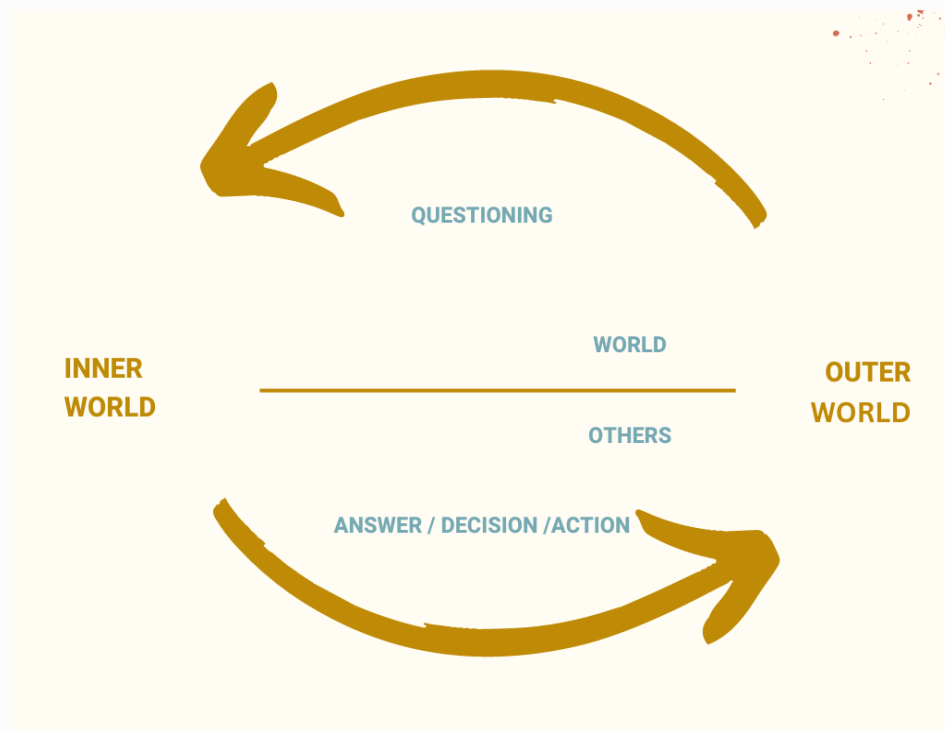 QUESTIONING
WORLD
INNER
WORLD
OUTER
WORLD
OTHERS
ANSWER / DECISION /ACTION